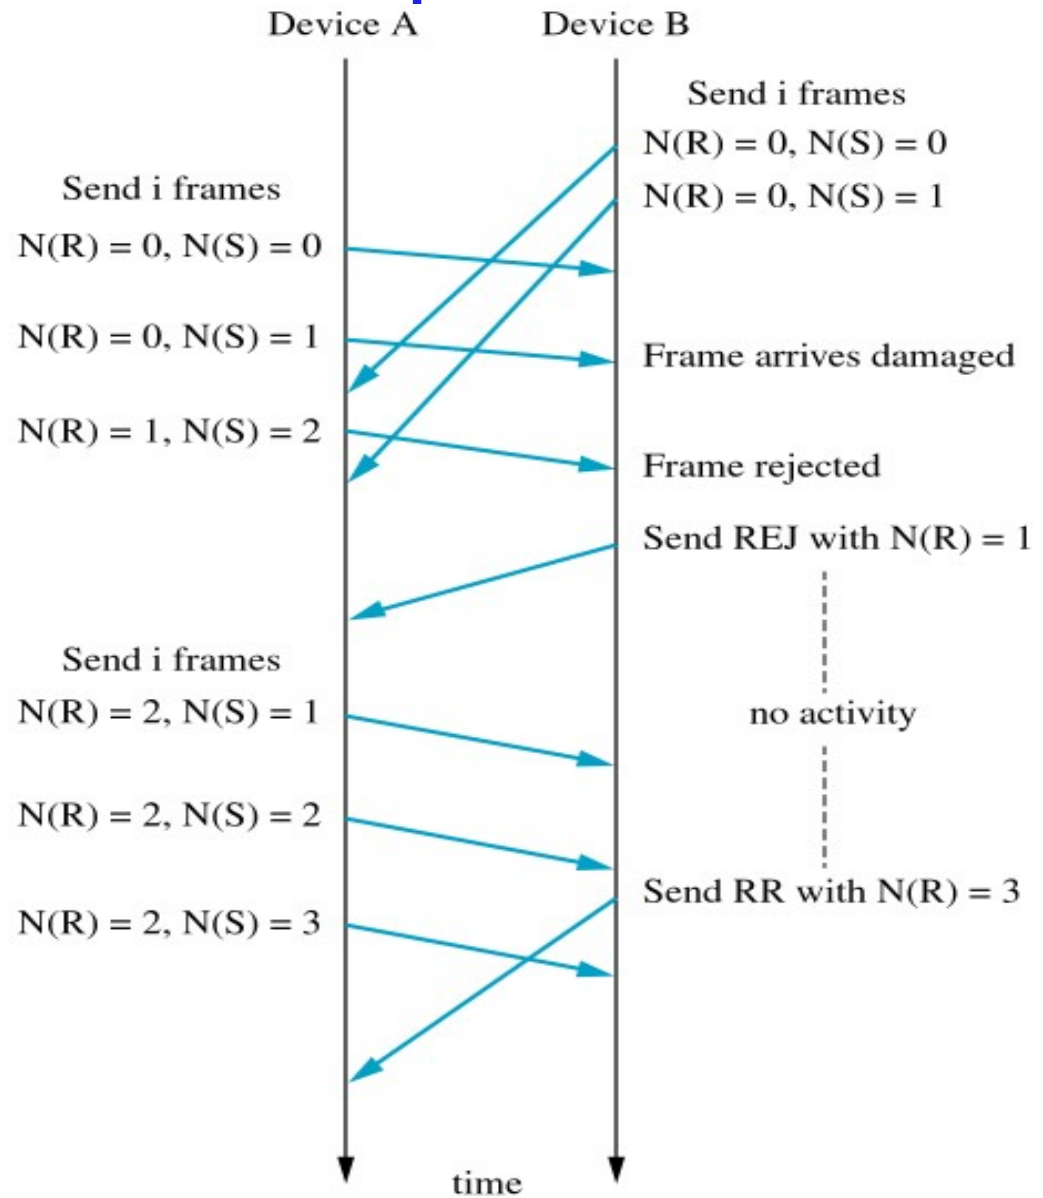 Device A
Device B
Send i frames
N(R) = 0, N(S) = 0
N(R) = 0, N(S) = 1
Send i frames
N(R) = 0, N(S) = 0
N(R) = 0, N(S) = 1
Frame arrives damaged
N(R) = 1, N(S) = 2
Frame rejected
Send REJ with N(R) = 1
Send i frames
N(R) = 2, N(S) = 1
no activity
N(R) = 2, N(S) = 2
Send RR with N(R) = 3
N(R) = 2, N(S) = 3
time